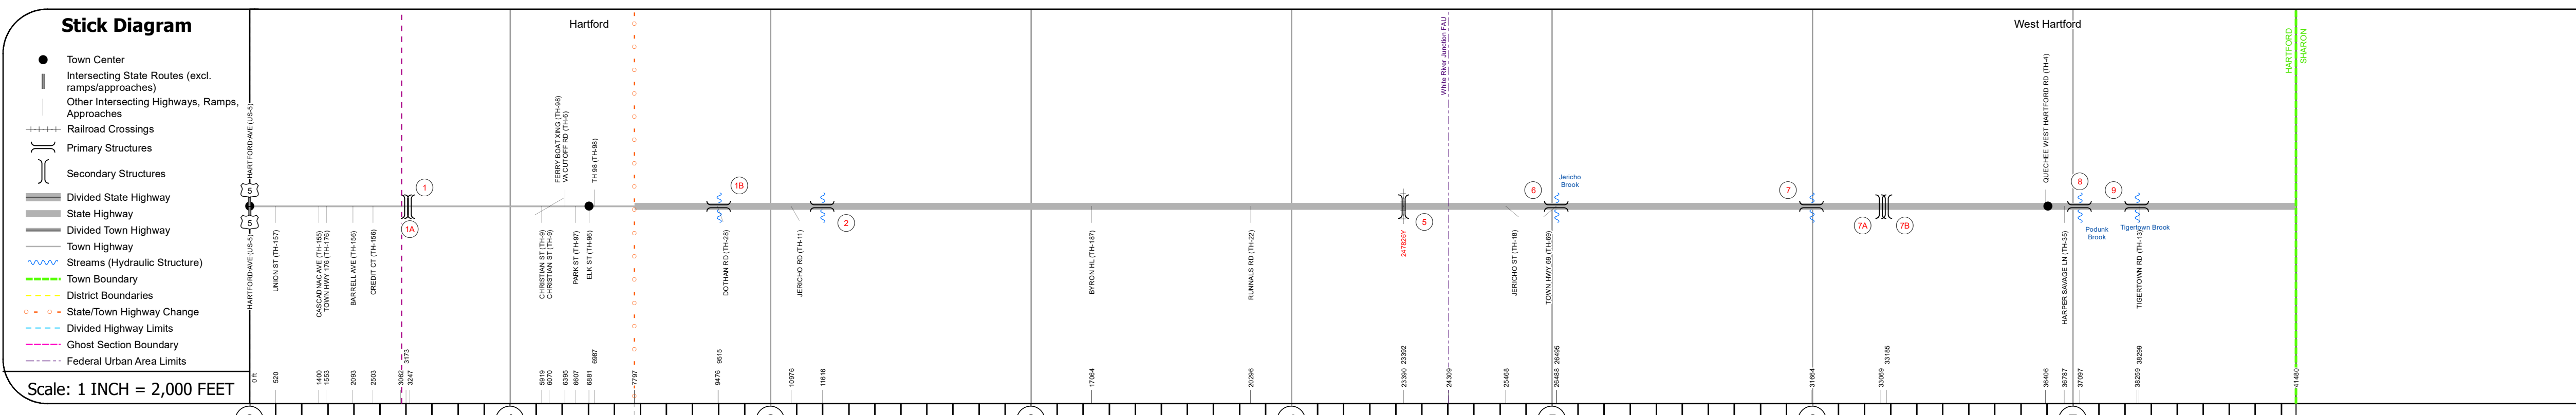 Stick Diagram
Town Center
Intersecting State Routes (excl.
ramps/approaches)
Other Intersecting Highways, Ramps,
Approaches
Railroad Crossings
Primary Structures
Secondary Structures
Divided State Highway
State Highway
Divided Town Highway
Town Highway
Streams (Hydraulic Structure)
Town Boundary
District Boundaries
State/Town Highway Change
Divided Highway Limits
Ghost Section Boundary
Federal Urban Area Limits
Scale: 1 INCH = 2,000 FEET
Hartford
West Hartford
HARTFORD
SHARON
White River Junction FAU
HARTFORD AVE (US-5)
FERRY BOAT XING (TH-98)
VA CUTOFF RD (TH-6)
TH 98 (TH-98)
QUECHEE WEST HARTFORD RD (TH-4)
5
5
1
1A
1B
2
5
6
Jericho
Brook
7
7A
7B
8
9
Podunk
Brook
Tigertown Brook
HARTFORD AVE (US-5)
UNION ST (TH-157)
CASCADNAC AVE (TH-155)
TOWN HWY 176 (TH-176)
BARRELL AVE (TH-156)
CREDIT CT (TH-156)
CHRISTIAN ST (TH-9)
CHRISTIAN ST (TH-9)
PARK ST (TH-97)
ELK ST (TH-96)
DOTHAN RD (TH-28)
JERICHO RD (TH-11)
BYRON HL (TH-187)
RUNNALS RD (TH-22)
247826Y
JERICHO ST (TH-18)
TOWN HWY 69 (TH-69)
HARPER SAVAGE LN (TH-35)
TIGERTOWN RD (TH-13)
0 ft
520
1400
1553
2093
2503
3062
3173
3247
5919
6070
6395
6607
6881
6987
7797
9476
9515
10976
11616
17064
20296
23390
23392
24309
25468
26488
26495
31664
33069
33185
36406
36787
37097
38259
38299
41480